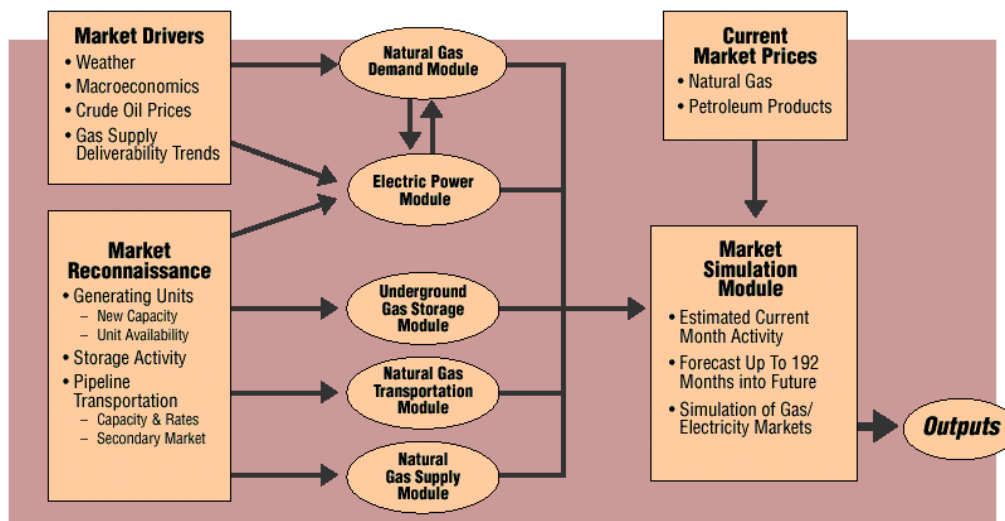 Market Drivers
• Weather
• Macroeconomics
• Crude Oil Prices
• Gas Supply
Deliverability Trends
Natural Gas
Demand Module
Current
Market Prices
• Natural Gas
• Petroleum Products
Electric Power
Module
Market
Reconnaissance
• Generating Units
– New Capacity
– Unit Availability
• Storage Activity
• Pipeline
Transportation
– Capacity & Rates
– Secondary Market
Underground
Gas Storage
Module
Natural Gas
Transportation
Module
Natural
Gas Supply
Module
Market
Simulation
Module
• Estimated Current
Month Activity
• Forecast Up To 192
Months into Future
• Simulation of Gas/
Electricity Markets
Outputs